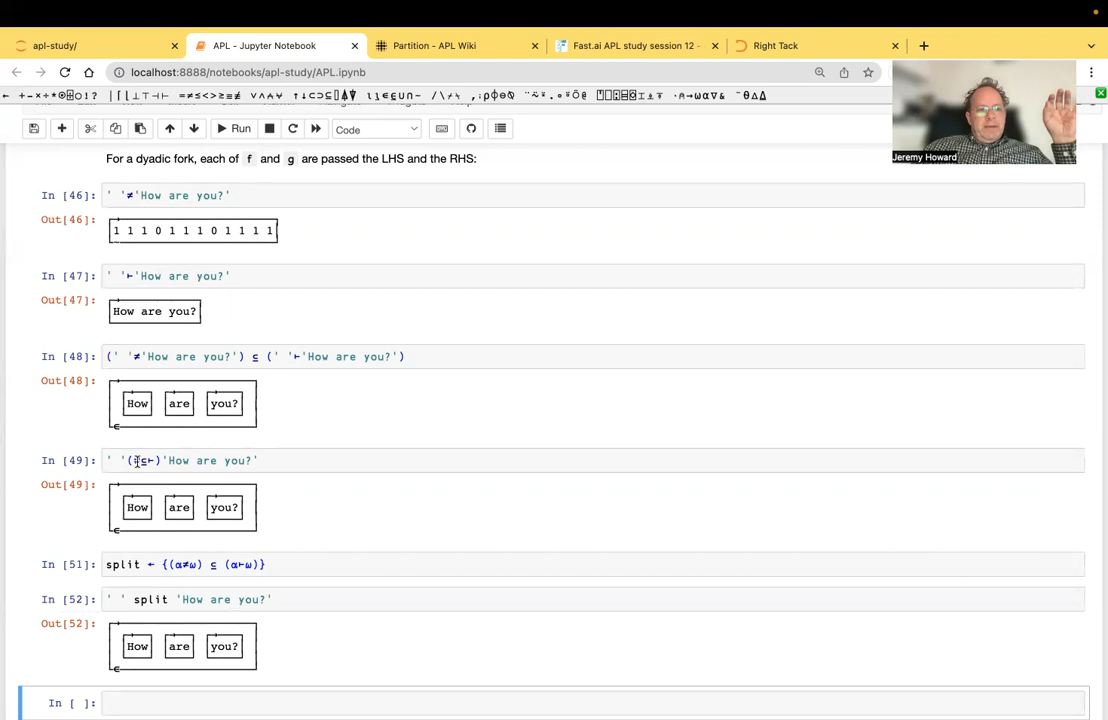 apl-study/
APL - Jupyter Notebook
Partition - APL Wiki
Fast.ai APL study session 12 -
Right Tack
localhost:8888/notebooks/apl-study/APL.ipynb
Run
Code
Jeremy Howard
For a dyadic fork, each of f and g are passed the LHS and the RHS:
In [46]: ' '≠'How are you?'
Out[46]:
1 1 1 0 1 1 1 0 1 1 1 1
In [47]: ' '⊢'How are you?'
Out[47]:
How are you?
In [48]: (' '≠'How are you?') ⊆ (' '⊢'How are you?')
Out[48]:
How are you?
In [49]: ' '(≠⊆⊢)'How are you?'
Out[49]:
How are you?
In [51]: split ← {(⍺≠⍵) ⊆ (⍺⊢⍵)}
In [52]: ' ' split 'How are you?'
Out[52]:
How are you?
In [ ]: